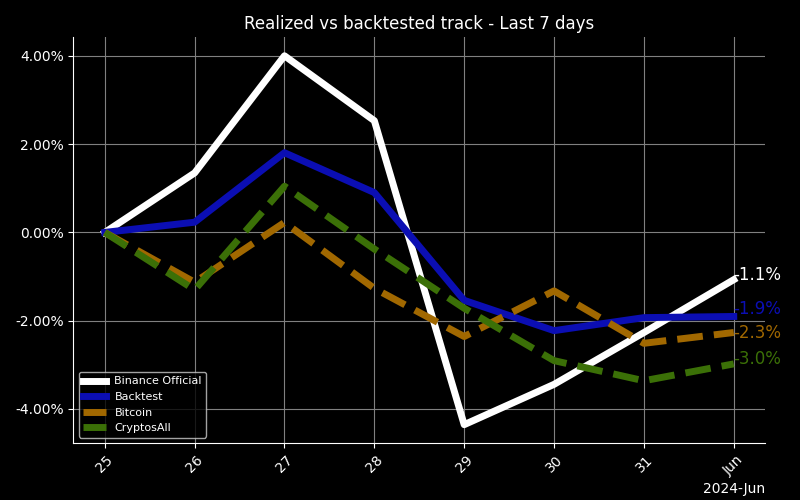 Realized vs backtested track - Last 7 days
4.00%
2.00%
0.00%
-2.00%
-4.00%
-1.1%
-1.9%
-2.3%
-3.0%
Binance Official
Backtest
Bitcoin
CryptosAll
25
26
27
28
29
30
31
Jun
2024-Jun